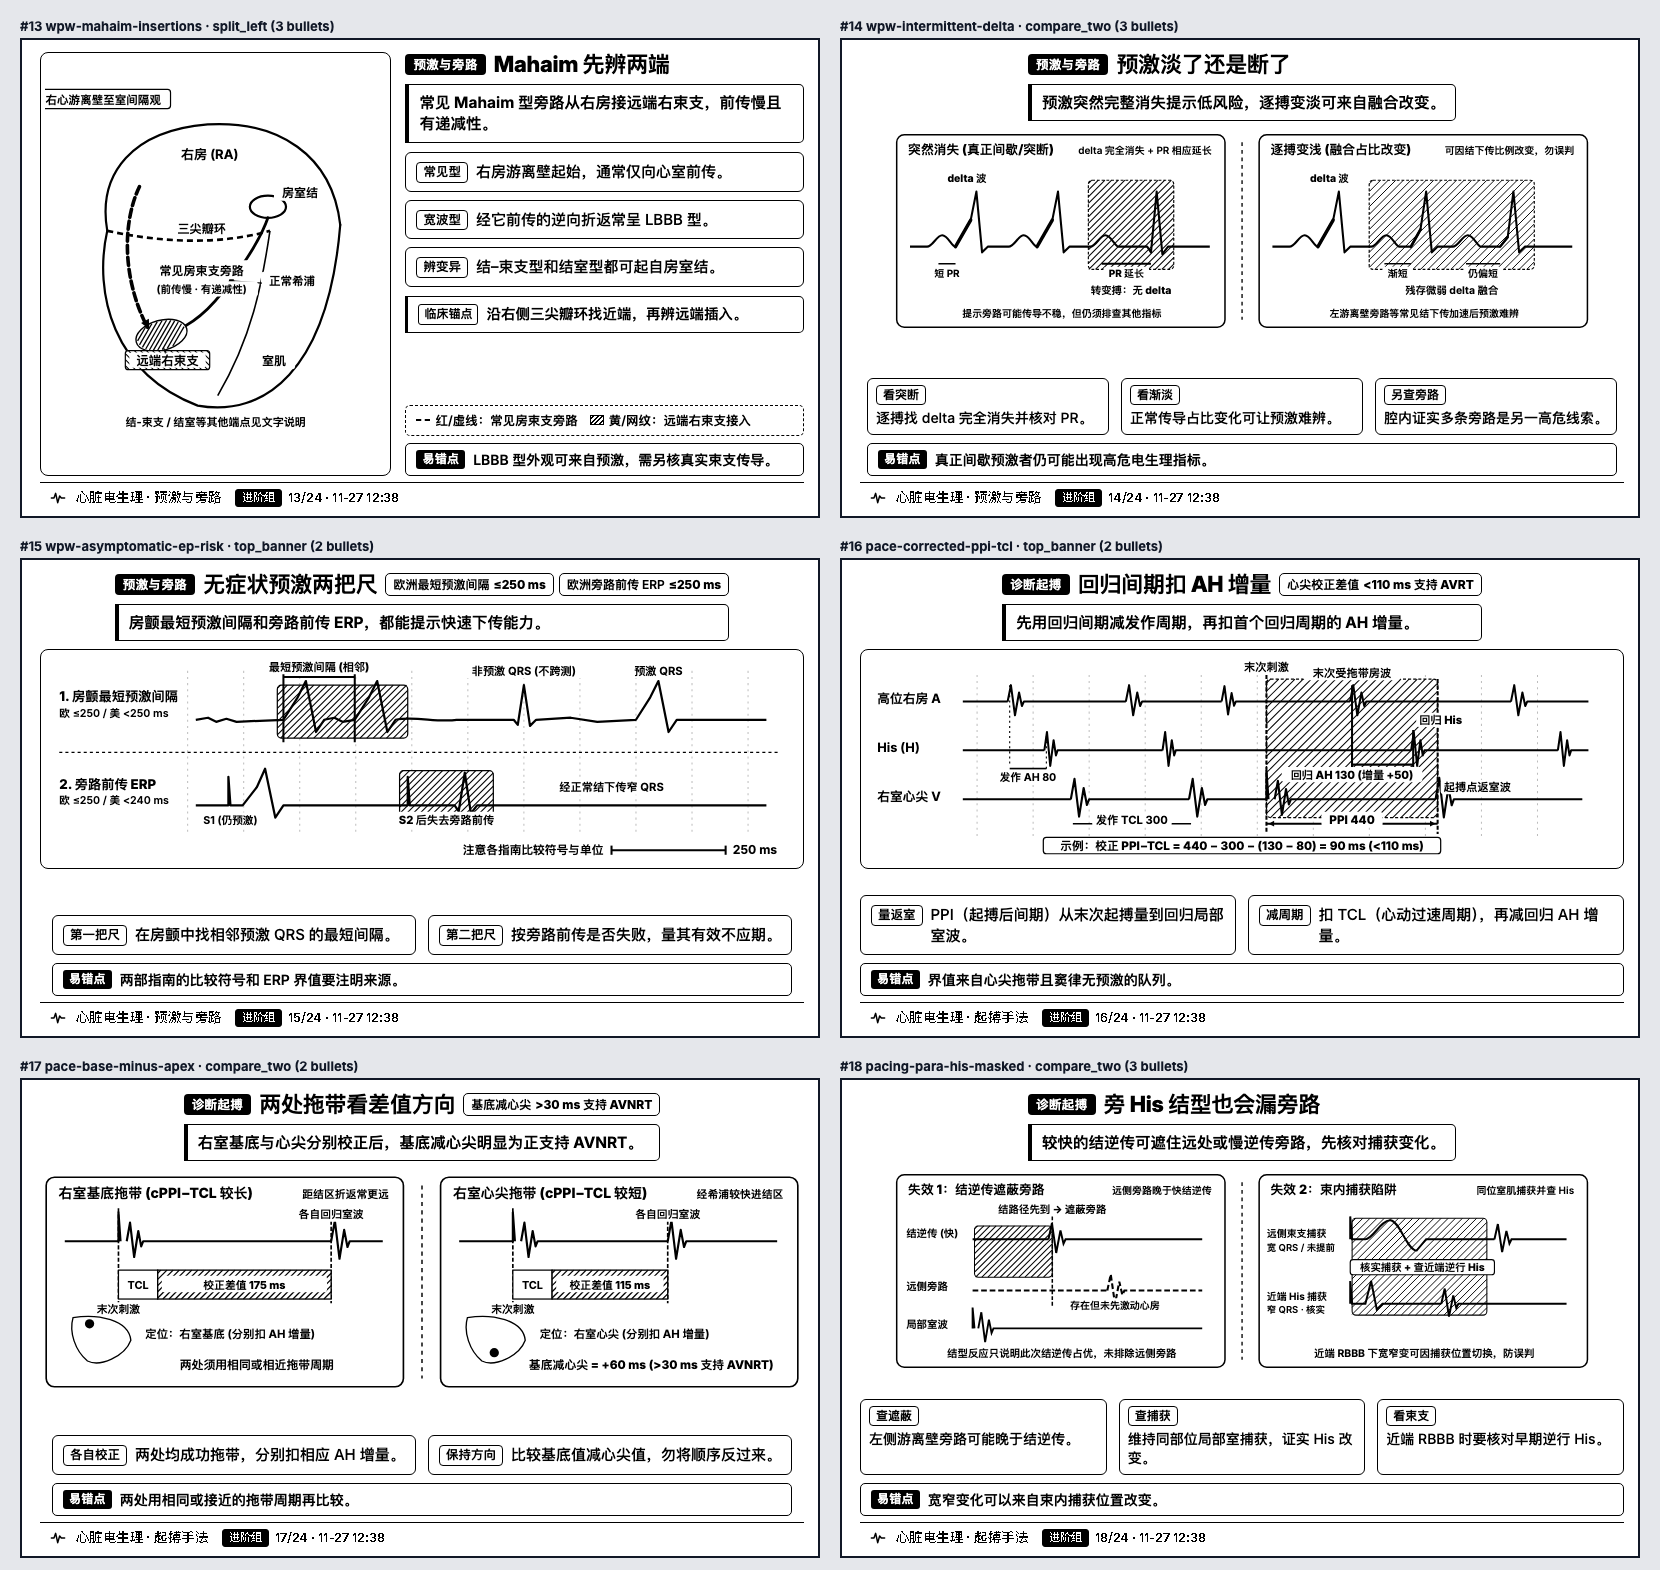 #13 wpw-mahaim-insertions · split_left (3 bullets)
右心游离壁至室间隔观
右房 (RA)
房室结
三尖瓣环
常见房束支旁路
(前传慢 · 有递减性)
正常希浦
远端右束支
室肌
结-束支 / 结室等其他端点见文字说明
预激与旁路 Mahaim 先辨两端
常见 Mahaim 型旁路从右房接远端右束支，前传慢且
有递减性。
常见型 右房游离壁起始，通常仅向心室前传。
宽波型 经它前传的逆向折返常呈 LBBB 型。
辨变异 结–束支型和结室型都可起自房室结。
临床锚点 沿右侧三尖瓣环找近端，再辨远端插入。
红/虚线：常见房束支旁路 黄/网纹：远端右束支接入
易错点 LBBB 型外观可来自预激，需另核真实束支传导。
心脏电生理 · 预激与旁路 进阶组 13/24 · 11-27 12:38
#14 wpw-intermittent-delta · compare_two (3 bullets)
预激与旁路 预激淡了还是断了
预激突然完整消失提示低风险，逐搏变淡可来自融合改变。
突然消失 (真正间歇/突断) delta 完全消失 + PR 相应延长
delta 波
短 PR
PR 延长
转变搏：无 delta
提示旁路可能传导不稳，但仍须排查其他指标
逐搏变浅 (融合占比改变) 可因结下传比例改变，勿误判
delta 波
渐短 仍偏短
残存微弱 delta 融合
左游离壁旁路等常见结下传加速后预激难辨
看突断
逐搏找 delta 完全消失并核对 PR。
看渐淡
正常传导占比变化可让预激难辨。
另查旁路
腔内证实多条旁路是另一高危线索。
易错点 真正间歇预激者仍可能出现高危电生理指标。
心脏电生理 · 预激与旁路 进阶组 14/24 · 11-27 12:38
#15 wpw-asymptomatic-ep-risk · top_banner (2 bullets)
预激与旁路 无症状预激两把尺 欧洲最短预激间隔 ≤250 ms 欧洲旁路前传 ERP ≤250 ms
房颤最短预激间隔和旁路前传 ERP，都能提示快速下传能力。
最短预激间隔 (相邻) 非预激 QRS (不跨测) 预激 QRS
1. 房颤最短预激间隔
欧 ≤250 / 美 <250 ms
2. 旁路前传 ERP
欧 ≤250 / 美 <240 ms
经正常结下传窄 QRS
S1 (仍预激) S2 后失去旁路前传
注意各指南比较符号与单位 250 ms
第一把尺 在房颤中找相邻预激 QRS 的最短间隔。
第二把尺 按旁路前传是否失败，量其有效不应期。
易错点 两部指南的比较符号和 ERP 界值要注明来源。
心脏电生理 · 预激与旁路 进阶组 15/24 · 11-27 12:38
#16 pace-corrected-ppi-tcl · top_banner (2 bullets)
诊断起搏 回归间期扣 AH 增量 心尖校正差值 <110 ms 支持 AVRT
先用回归间期减发作周期，再扣首个回归周期的 AH 增量。
末次刺激 末次受拖带房波
高位右房 A
回归 His
His (H)
发作 AH 80 回归 AH 130 (增量 +50)
起搏点返室波
右室心尖 V
发作 TCL 300 PPI 440
示例：校正 PPI–TCL = 440 − 300 − (130 − 80) = 90 ms (<110 ms)
量返室 PPI（起搏后间期）从末次起搏量到回归局部
室波。
减周期 扣 TCL（心动过速周期），再减回归 AH 增
量。
易错点 界值来自心尖拖带且窦律无预激的队列。
心脏电生理 · 起搏手法 进阶组 16/24 · 11-27 12:38
#17 pace-base-minus-apex · compare_two (2 bullets)
诊断起搏 两处拖带看差值方向 基底减心尖 >30 ms 支持 AVNRT
右室基底与心尖分别校正后，基底减心尖明显为正支持 AVNRT。
右室基底拖带 (cPPI–TCL 较长) 距结区折返常更远
各自回归室波
TCL 校正差值 175 ms
末次刺激
定位：右室基底 (分别扣 AH 增量)
两处须用相同或相近拖带周期
右室心尖拖带 (cPPI–TCL 较短) 经希浦较快进结区
各自回归室波
TCL 校正差值 115 ms
末次刺激
定位：右室心尖 (分别扣 AH 增量)
基底减心尖 = +60 ms (>30 ms 支持 AVNRT)
各自校正 两处均成功拖带，分别扣相应 AH 增量。
保持方向 比较基底值减心尖值，勿将顺序反过来。
易错点 两处用相同或接近的拖带周期再比较。
心脏电生理 · 起搏手法 进阶组 17/24 · 11-27 12:38
#18 pacing-para-his-masked · compare_two (3 bullets)
诊断起搏 旁 His 结型也会漏旁路
较快的结逆传可遮住远处或慢逆传旁路，先核对捕获变化。
失效 1：结逆传遮蔽旁路 远侧旁路晚于快结逆传
结路径先到 → 遮蔽旁路
结逆传 (快)
远侧旁路
存在但未先激动心房
局部室波
结型反应只说明此次结逆传占优，未排除远侧旁路
失效 2：束内捕获陷阱 同位室肌捕获并查 His
远侧束支捕获
宽 QRS / 未提前
核实捕获 + 查近端逆行 His
近端 His 捕获
窄 QRS · 核实
近端 RBBB 下宽窄变可因捕获位置切换，防误判
查遮蔽
左侧游离壁旁路可能晚于结逆传。
查捕获
维持同部位局部室捕获，证实 His 改
变。
看束支
近端 RBBB 时要核对早期逆行 His。
易错点 宽窄变化可以来自束内捕获位置改变。
心脏电生理 · 起搏手法 进阶组 18/24 · 11-27 12:38